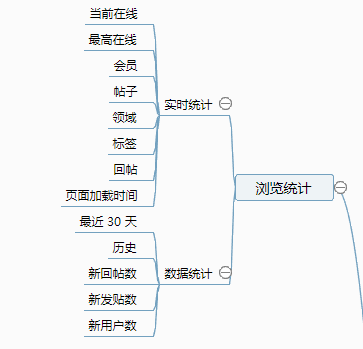 当前在线
最高在线
会员
帖子
领域
标签
回帖
页面加载时间
实时统计
最近 30 天
历史
新回帖数
新发贴数
新用户数
数据统计
浏览统计